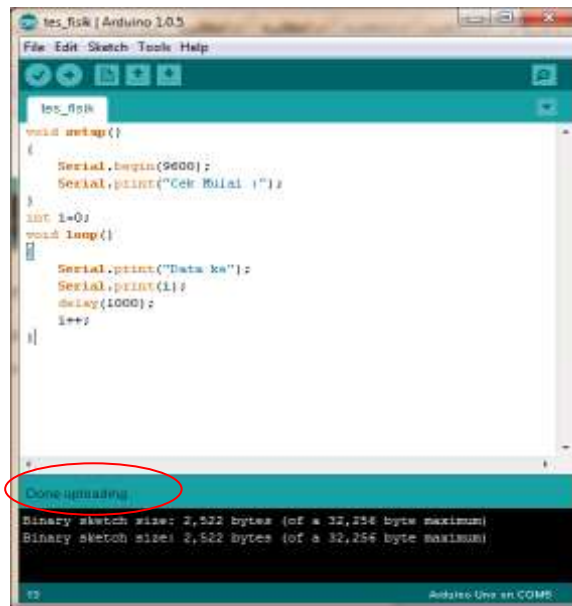 tes_fisik | Arduino 1.0.5
File Edit Sketch Tools Help
tes_fisik
void setup()
{
Serial.begin(9600);
Serial.print("Cek Mulai :");
}
int i=0;
void loop()
{
Serial.print("Data ke");
Serial.print(i);
delay(1000);
i++;
}
Done uploading
Binary sketch size: 2,522 bytes (of a 32,256 byte maximum)
Binary sketch size: 2,522 bytes (of a 32,256 byte maximum)
Arduino Uno on COM5